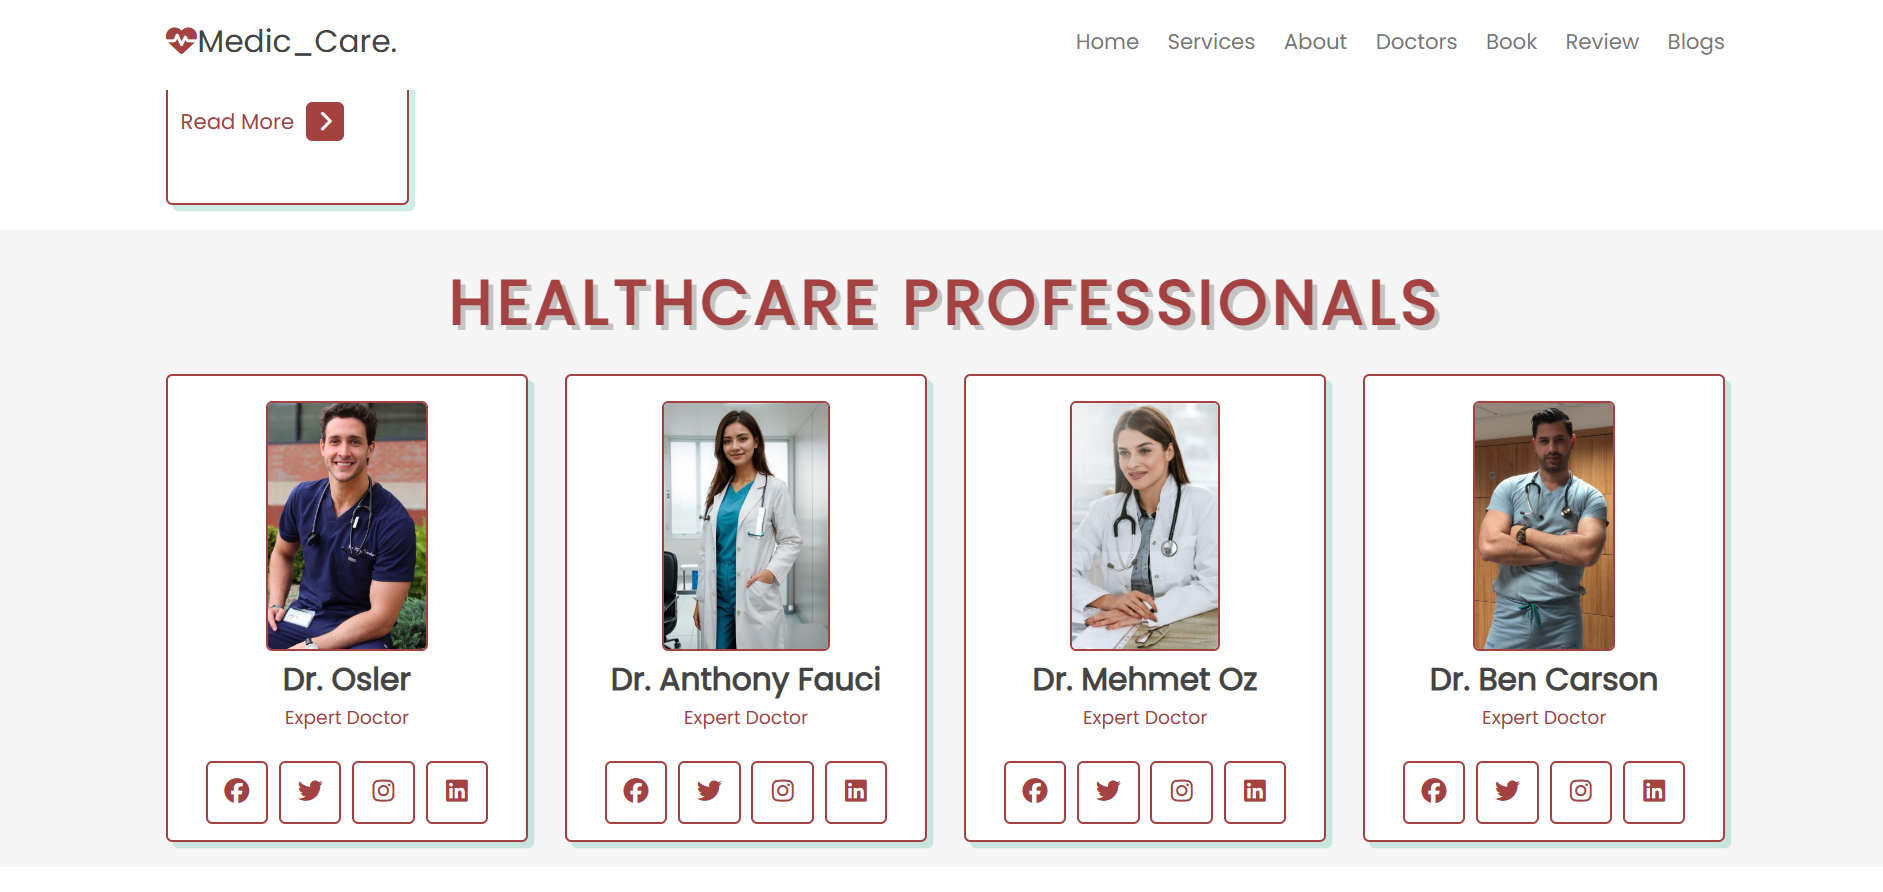 Medic_Care.
Home Services About Doctors Book Review Blogs
Read More
HEALTHCARE PROFESSIONALS
Dr. Osler
Expert Doctor
Dr. Anthony Fauci
Expert Doctor
Dr. Mehmet Oz
Expert Doctor
Dr. Ben Carson
Expert Doctor